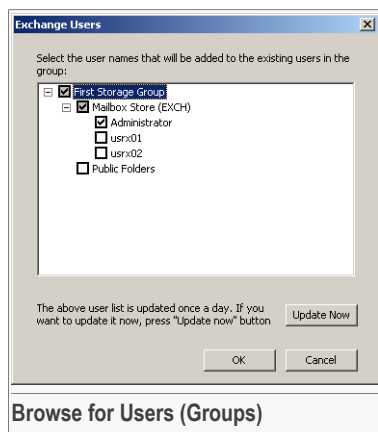 Exchange Users
Select the user names that will be added to the existing users in the
group:
First Storage Group
Mailbox Store (EXCH)
Administrator
usrx01
usrx02
Public Folders
The above user list is updated once a day. If you
want to update it now, press "Update now" button
Update Now
OK
Cancel
Browse for Users (Groups)